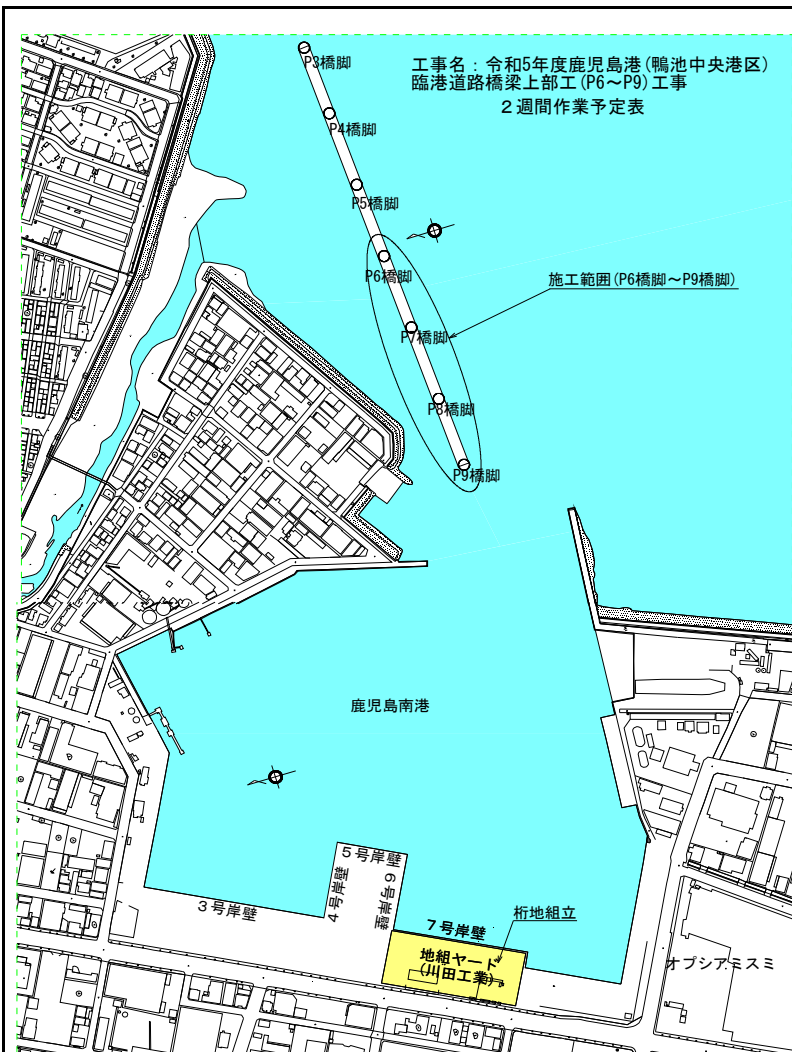 工事名：令和5年度鹿児島港(鴨池中央港区)
臨港道路橋梁上部工(P6～P9)工事
２週間作業予定表
P3橋脚
P4橋脚
P5橋脚
P6橋脚
施工範囲(P6橋脚～P9橋脚)
P7橋脚
P8橋脚
P9橋脚
鹿児島南港
５号岸壁
４号岸壁
６号岸壁
３号岸壁
７号岸壁
桁地組立
地組ヤード
(川田工業)
オプシアミスミ